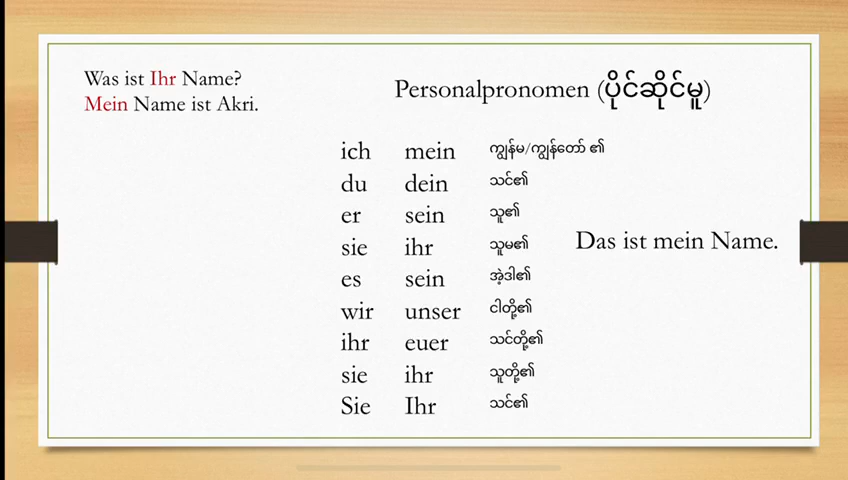 Was ist Ihr Name?
Mein Name ist Akri.
Personalpronomen (ပိုင်ဆိုင်မှု)
ich mein ကျွန်မ/ကျွန်တော် ၏
du dein သင်၏
er sein သူ၏
sie ihr သူမ၏
Das ist mein Name.
es sein အဲ့ဒါ၏
wir unser ငါတို့၏
ihr euer သင်တို့၏
sie ihr သူတို့၏
Sie Ihr သင်၏